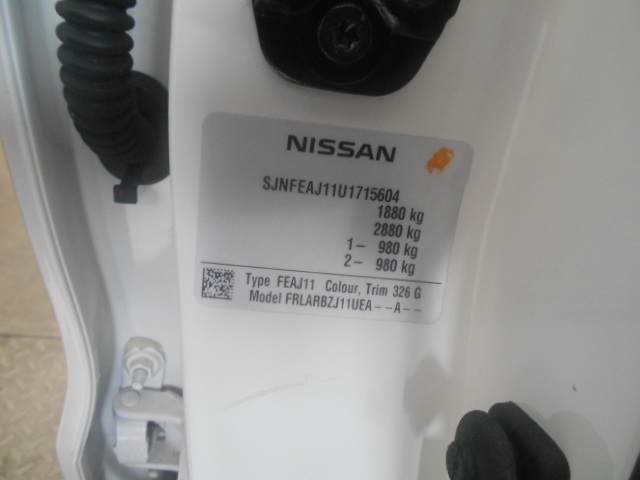 NISSAN
SJNFEAJ11U1715604
1880 kg
2880 kg
1– 980 kg
2– 980 kg
Type FEAJ11 Colour, Trim 326 G
Model FRLARBZJ11UEA--A--